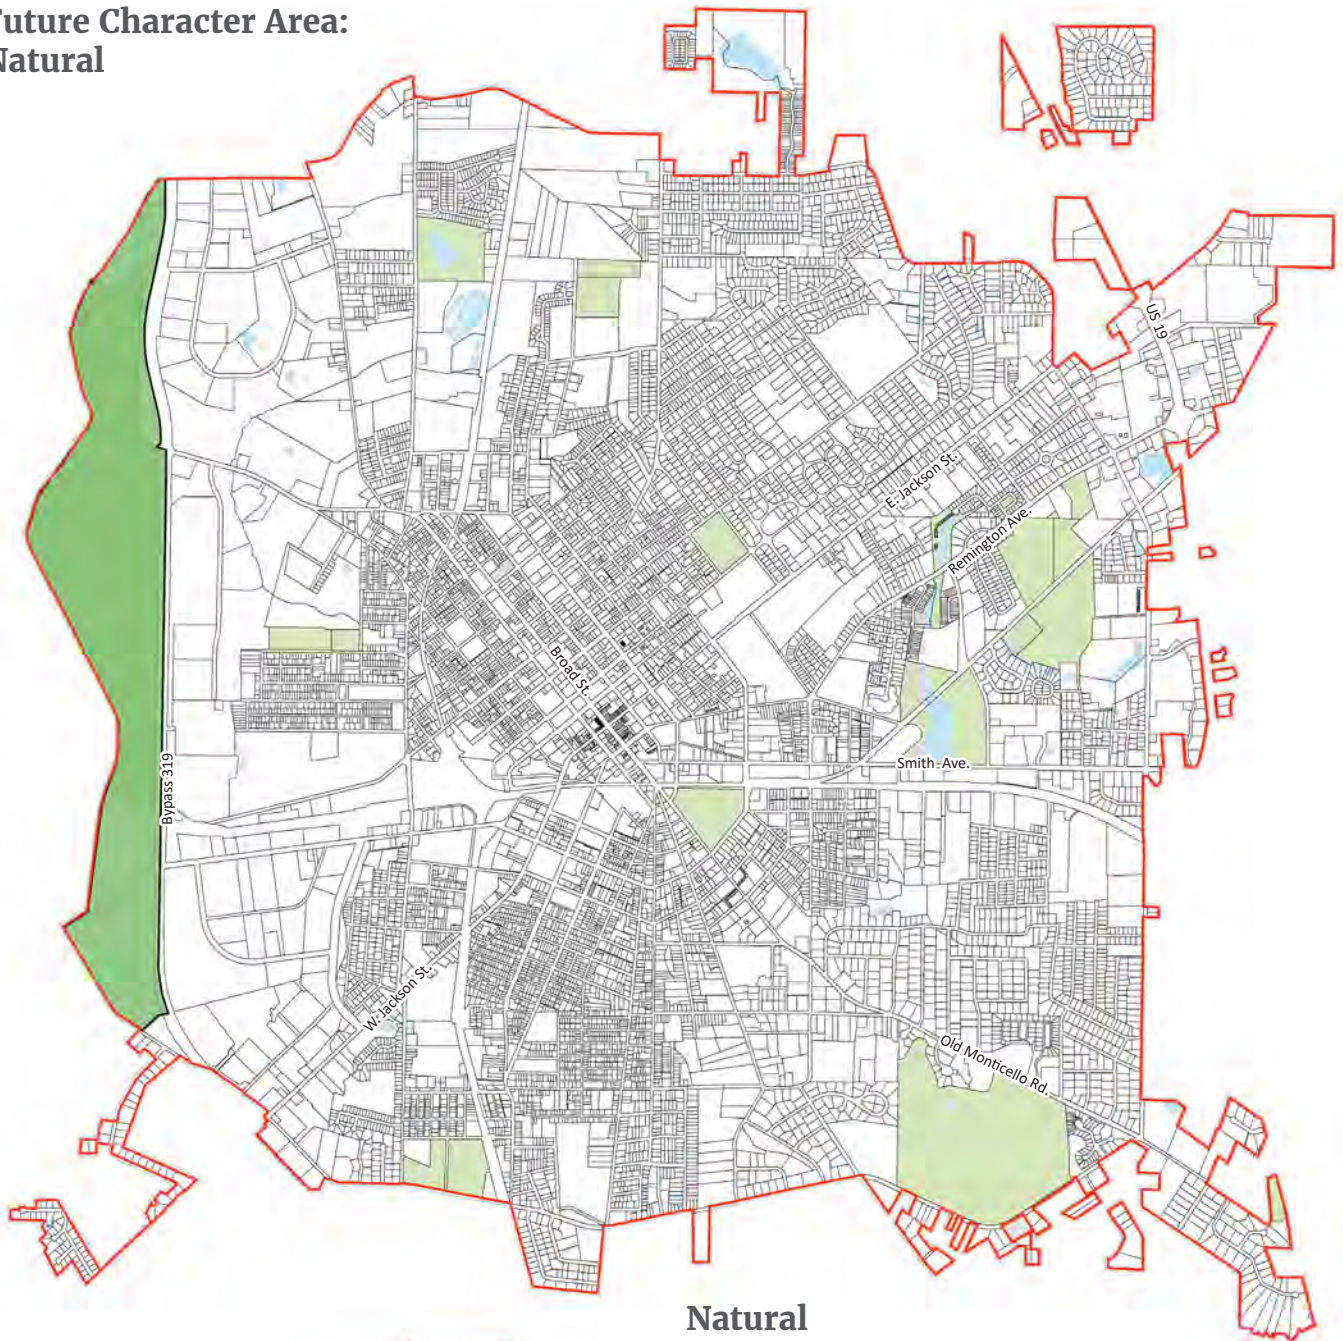 Future Character Area:
Natural
US 19
E. Jackson St.
Remington Ave.
Broad St.
Smith Ave.
Bypass 319
W. Jackson St.
Old Monticello Rd.
Natural